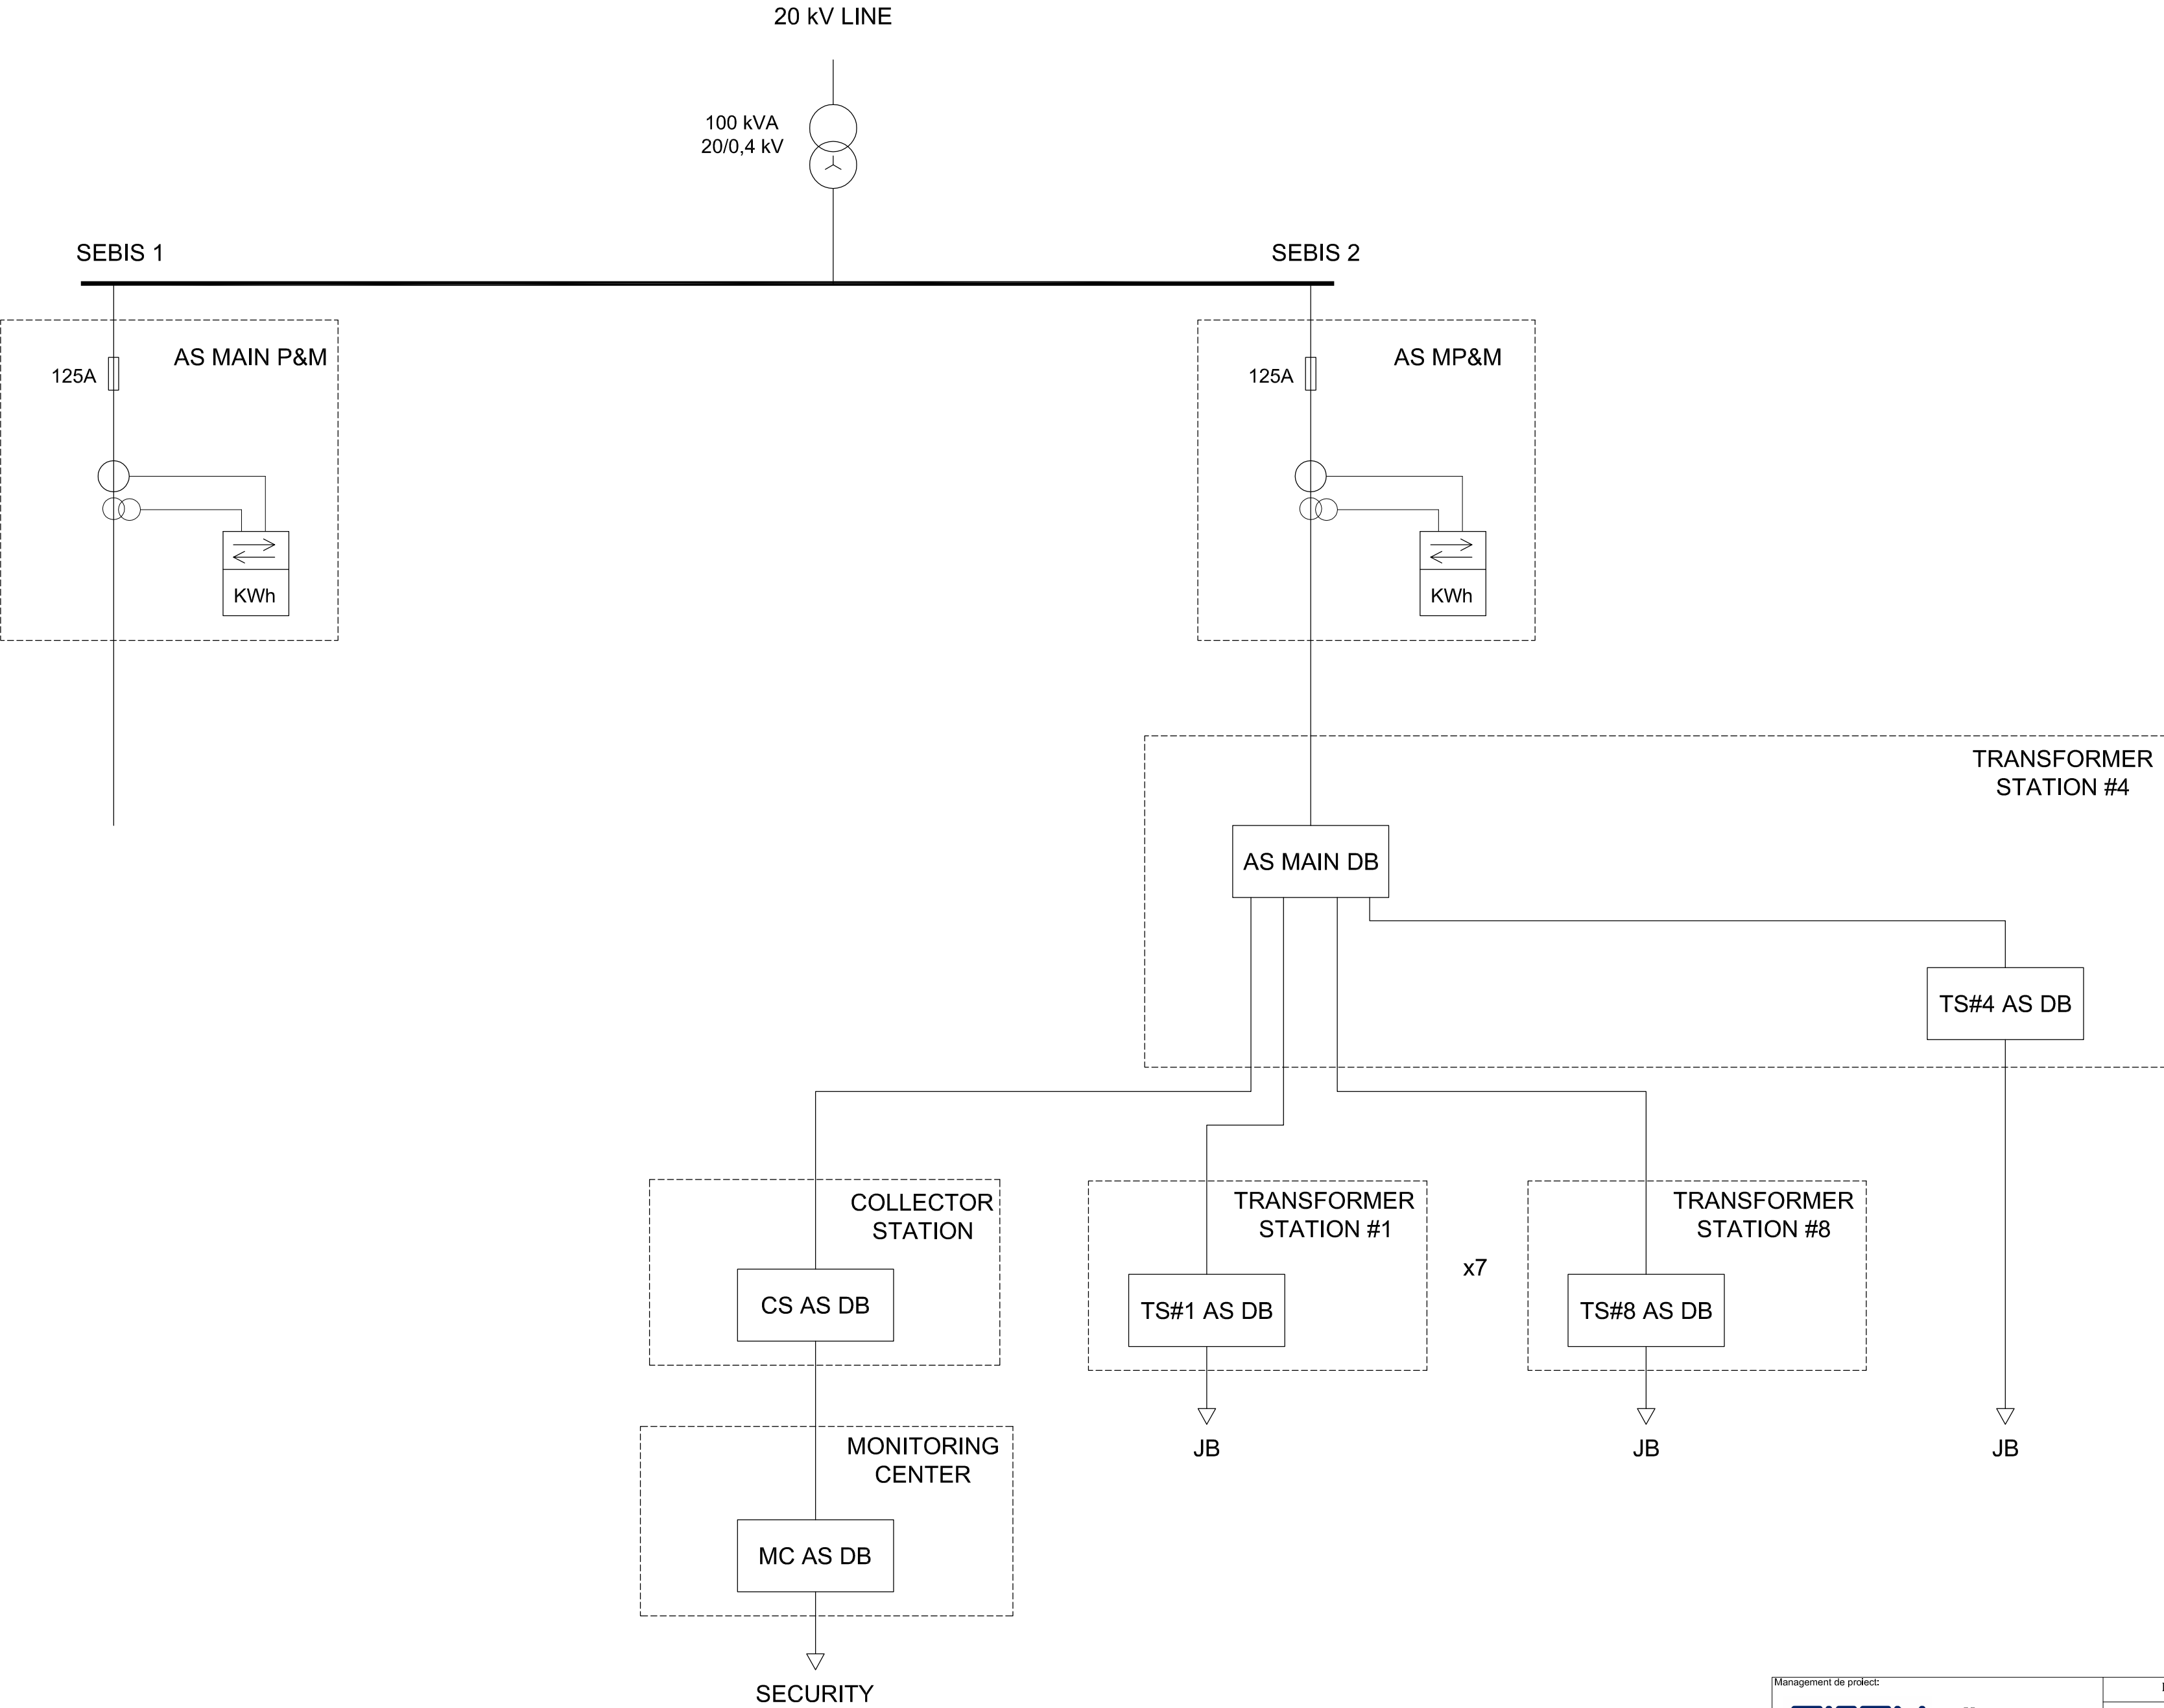 20 kV LINE
100 kVA
20/0,4 kV
SEBIS 1
SEBIS 2
AS MAIN P&M
125A
KWh
AS MP&M
125A
KWh
TRANSFORMER
STATION #4
AS MAIN DB
TS#4 AS DB
COLLECTOR
STATION
CS AS DB
TRANSFORMER
STATION #1
TS#1 AS DB
x7
TRANSFORMER
STATION #8
TS#8 AS DB
MONITORING
CENTER
MC AS DB
JB
JB
JB
SECURITY
Management de proiect: